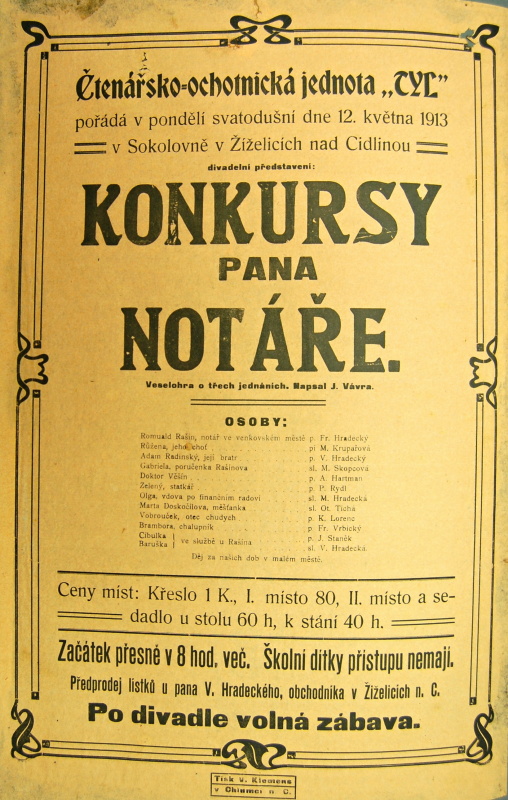 Čtenářsko-ochotnická jednota „TYL”
pořádá v pondělí svatodušní dne 12. května 1913
v Sokolovně v Žíželicích nad Cidlinou
divadelní představení:
KONKURSY
PANA
NOTÁŘE.
Veselohra o třech jednáních. Napsal J. Vávra.
OSOBY:
Romuald Rašín, notář ve venkovském městě p. Fr. Hradecký
Růžena, jeho choť . pí M. Krupařová
Adam Radinský, její bratr p. V. Hradecký
Gabriela, poručenka Rašínova sl. M. Skupcová
Doktor Věšín p. A. Hartman
Zelený, statkář p. P. Rydl
Olga, vdova po finančním radovi sl. M. Hradecká
Marta Doskočilova, měšťanka sl. Ot. Tichá
Vobrouček, otec chudých p. K. Lorenc
Brambora, chalupník p. Fr. Vrbický
Cibulka } ve službě u Rašína p. J. Staněk
Baruška } sl. V. Hradecká
Děj za našich dob v malém městě.
Ceny míst: Křeslo 1 K., I. místo 80, II. místo a se-
dadlo u stolu 60 h, k stání 40 h.
Začátek přesně v 8 hod. več. Školní dítky přístupu nemají.
Předprodej lístků u pana V. Hradeckého, obchodníka v Žíželicích n. C.
Po divadle volná zábava.
Tisk v. Klemens
v Chlumci n. C.